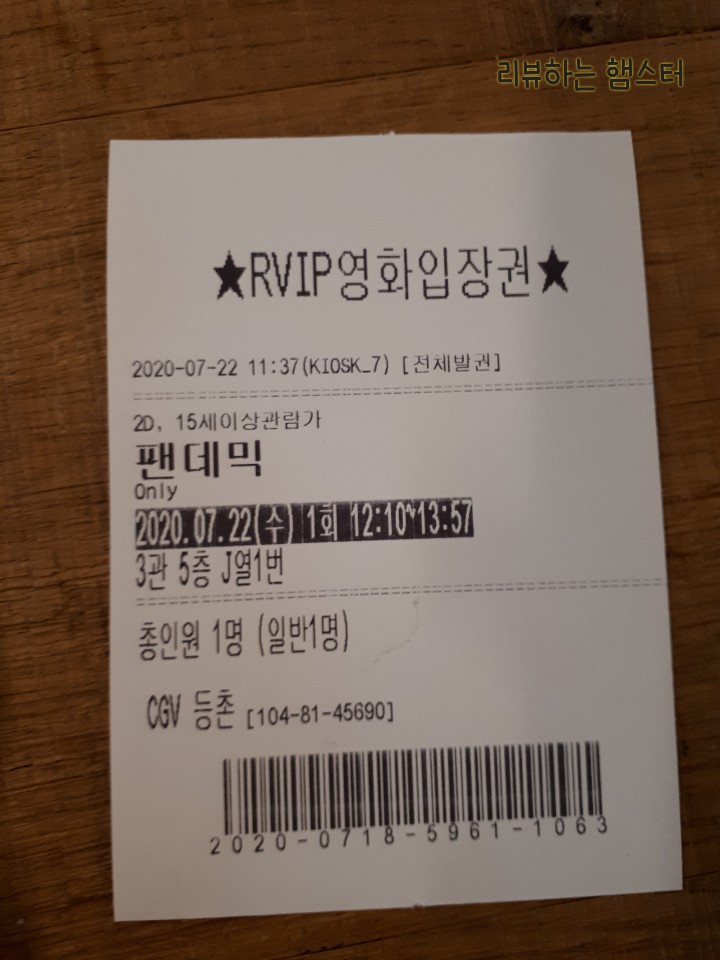 리뷰하는 햄스터
★RVIP영화입장권★
2020-07-22 11:37(KIOSK_7) [전체발권]
2D, 15세이상관람가
팬데믹
Only
2020.07.22(수) 1회 12:10~13:57
3관 5층 J열1번
총인원 1명 (일반1명)
CGV 등촌 [104-81-45690]
2020-0718-5961-1063